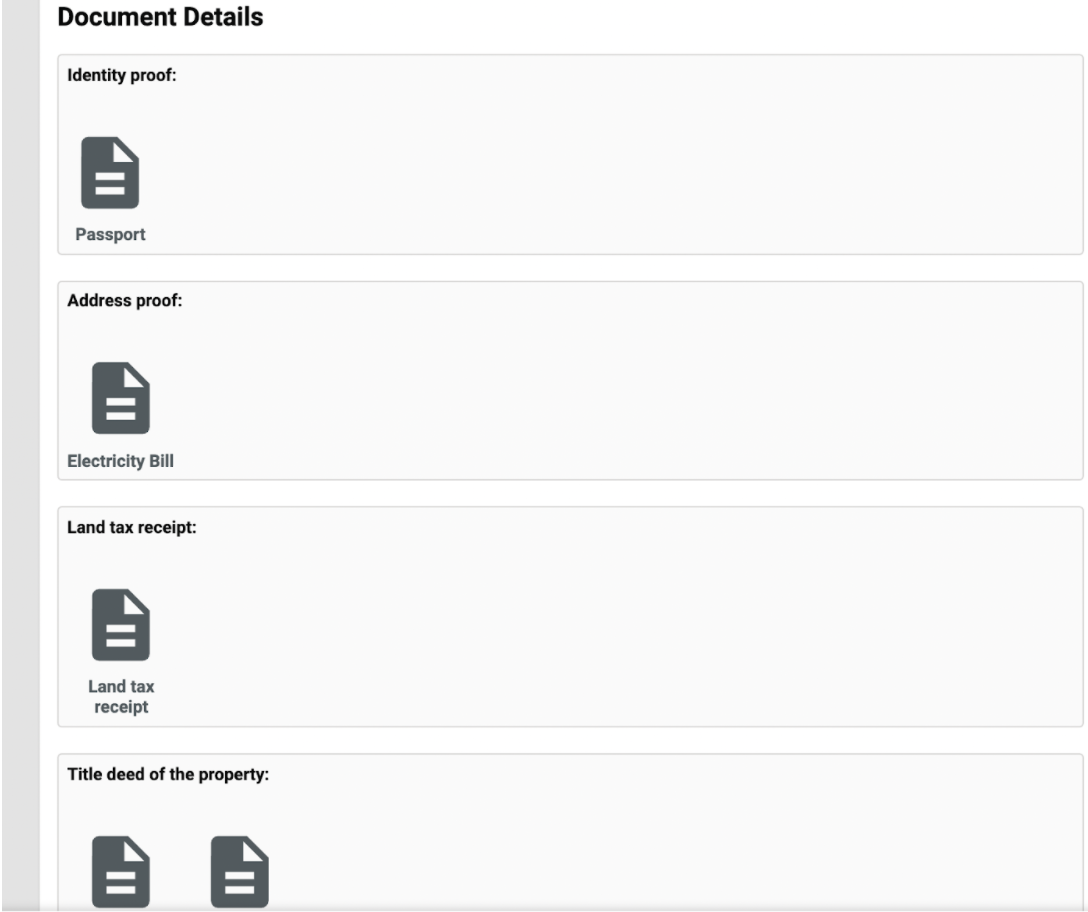 Document Details
Identity proof:
Passport
Address proof:
Electricity Bill
Land tax receipt:
Land tax
receipt
Title deed of the property: